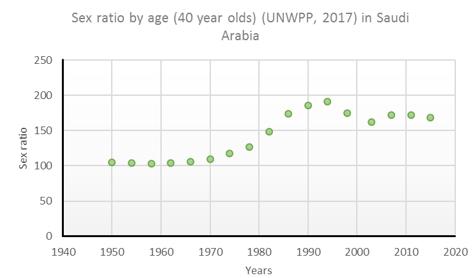 Sex ratio by age (40 year olds) (UNWPP, 2017) in Saudi
Arabia
250
200
150
100
50
0
Sex ratio
1940 1950 1960 1970 1980 1990 2000 2010 2020
Years